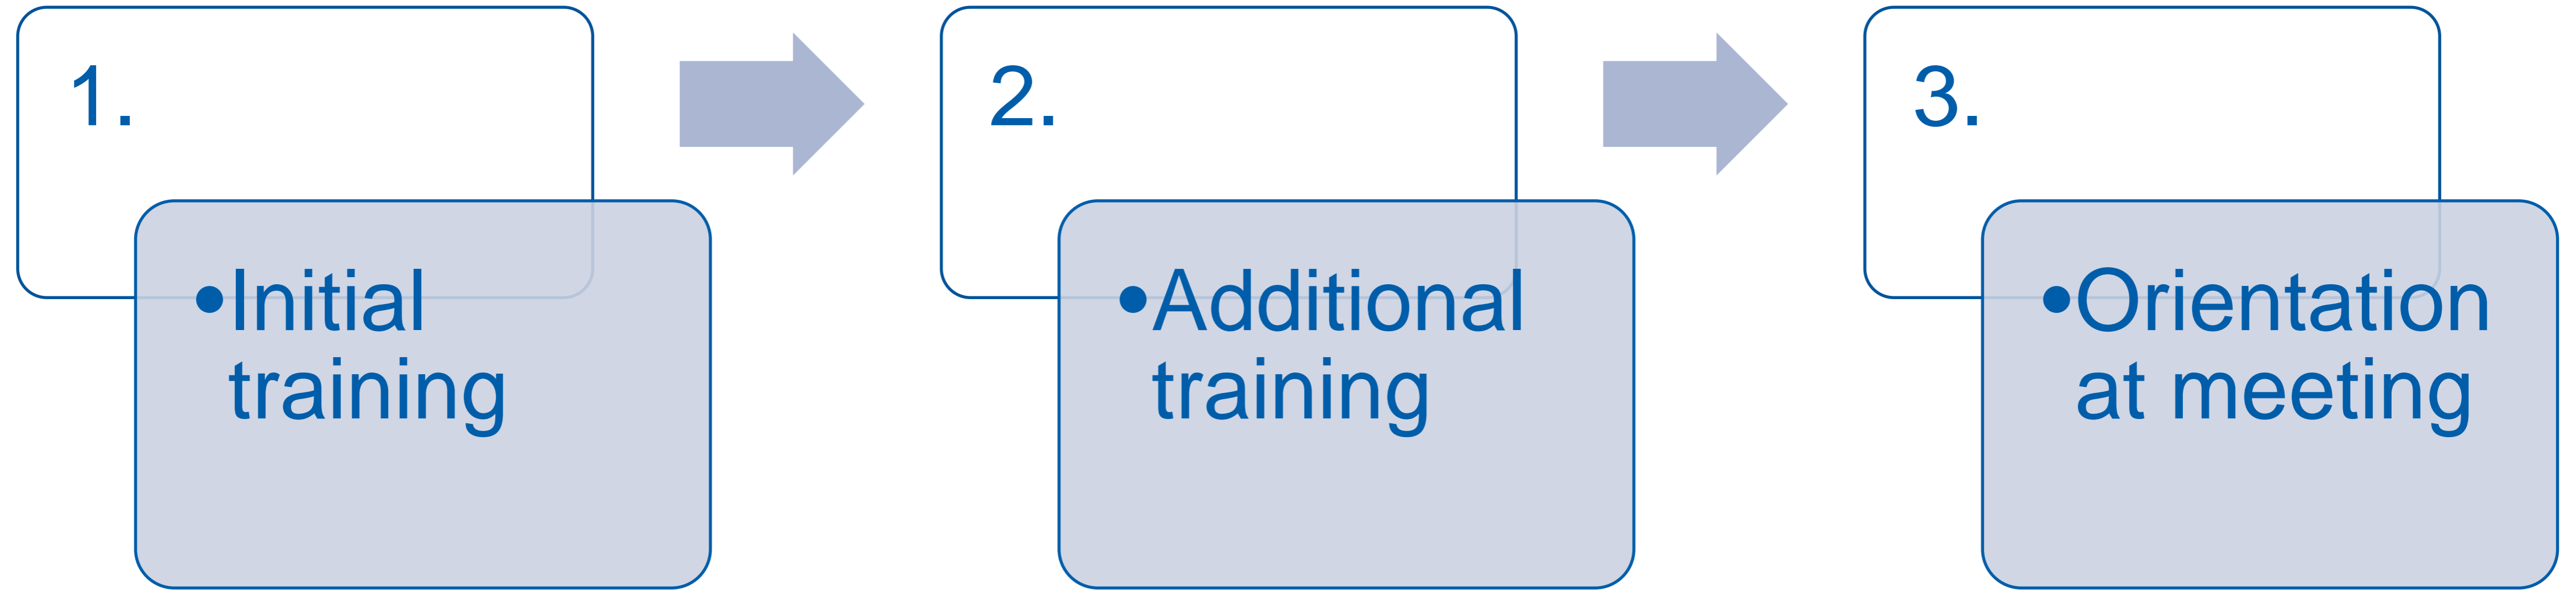 1.
•Initial
training
2.
•Additional
training
3.
•Orientation
at meeting